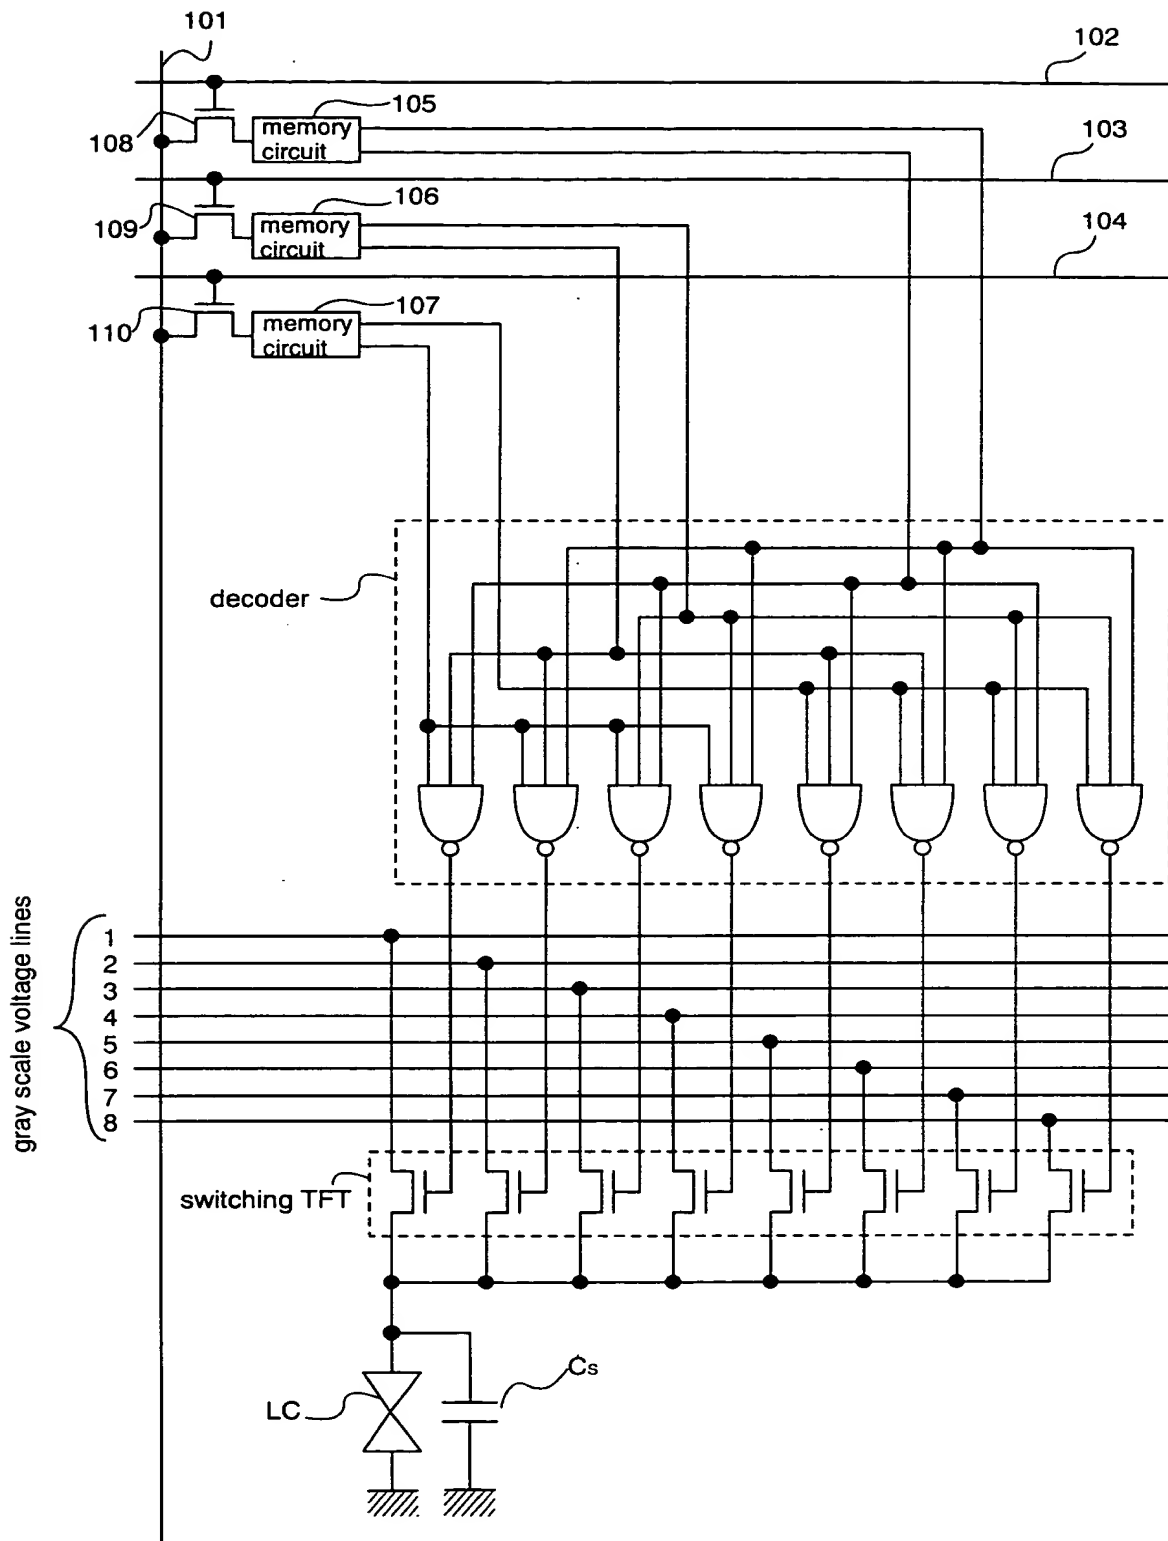 101
102
105
memory
circuit
108
103
106
memory
circuit
109
104
107
memory
circuit
110
decoder
gray scale voltage lines
1
2
3
4
5
6
7
8
switching TFT
Cs
LC